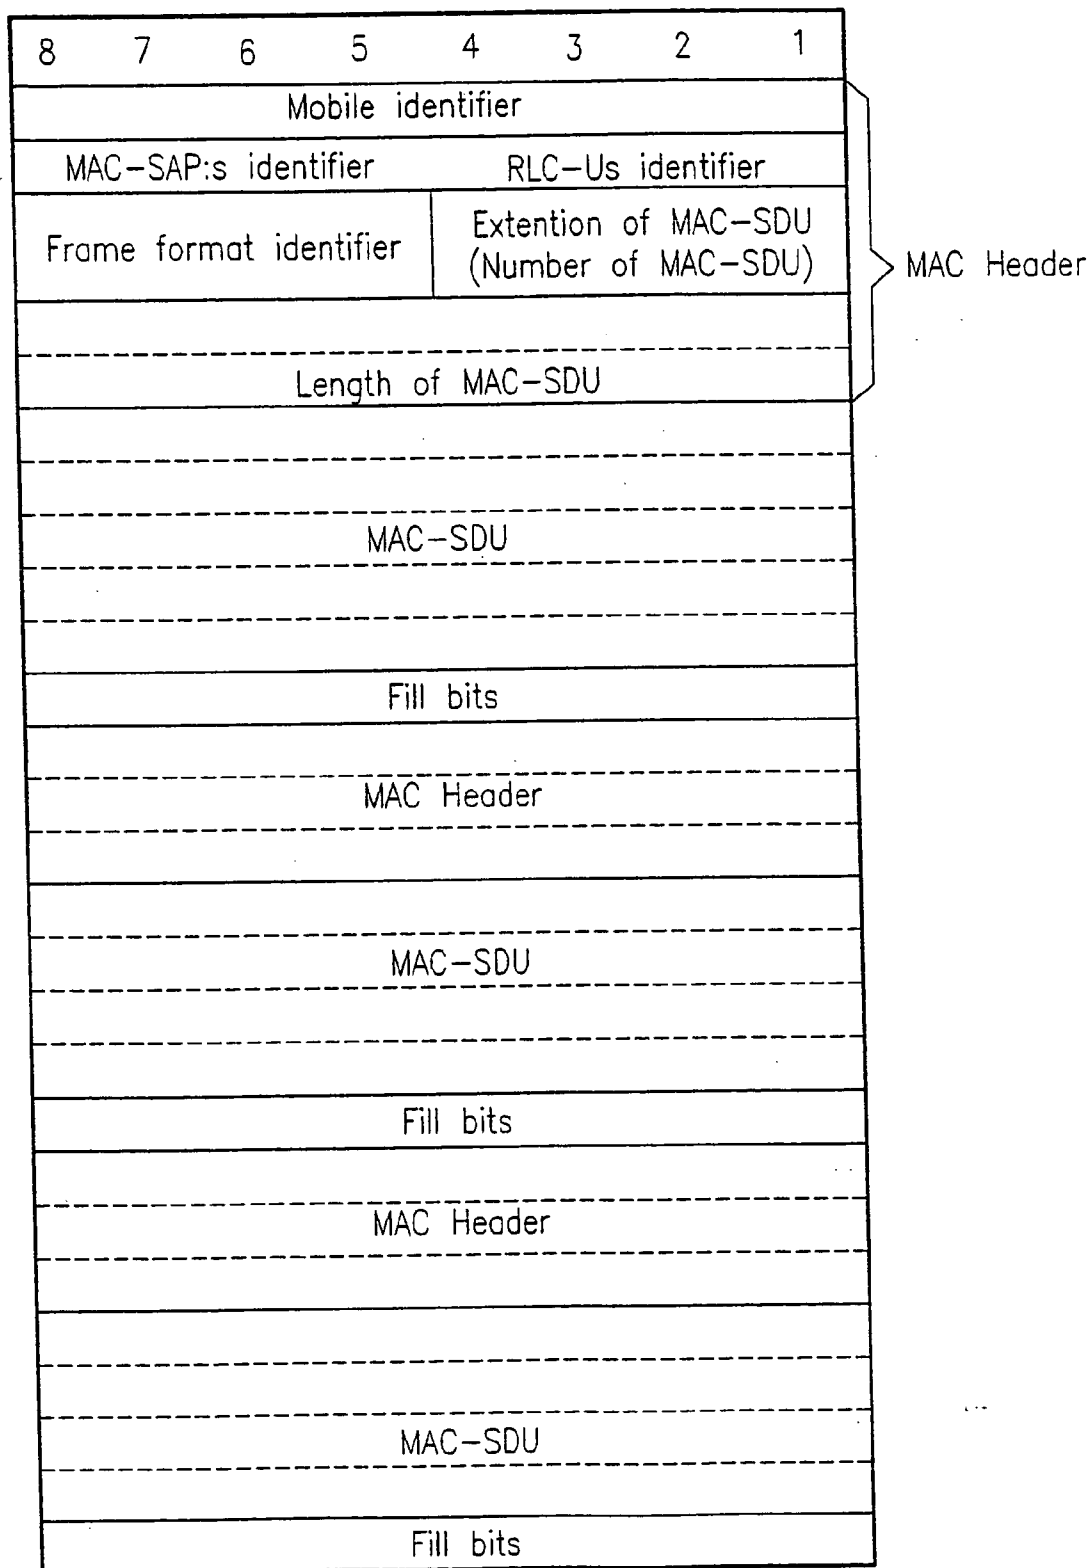 8 7 6 5 4 3 2 1
Mobile identifier
MAC-SAP:s identifier RLC-Us identifier
Frame format identifier
Extention of MAC-SDU
(Number of MAC-SDU)
MAC Header
Length of MAC-SDU
MAC-SDU
Fill bits
MAC Header
MAC-SDU
Fill bits
MAC Header
MAC-SDU
Fill bits